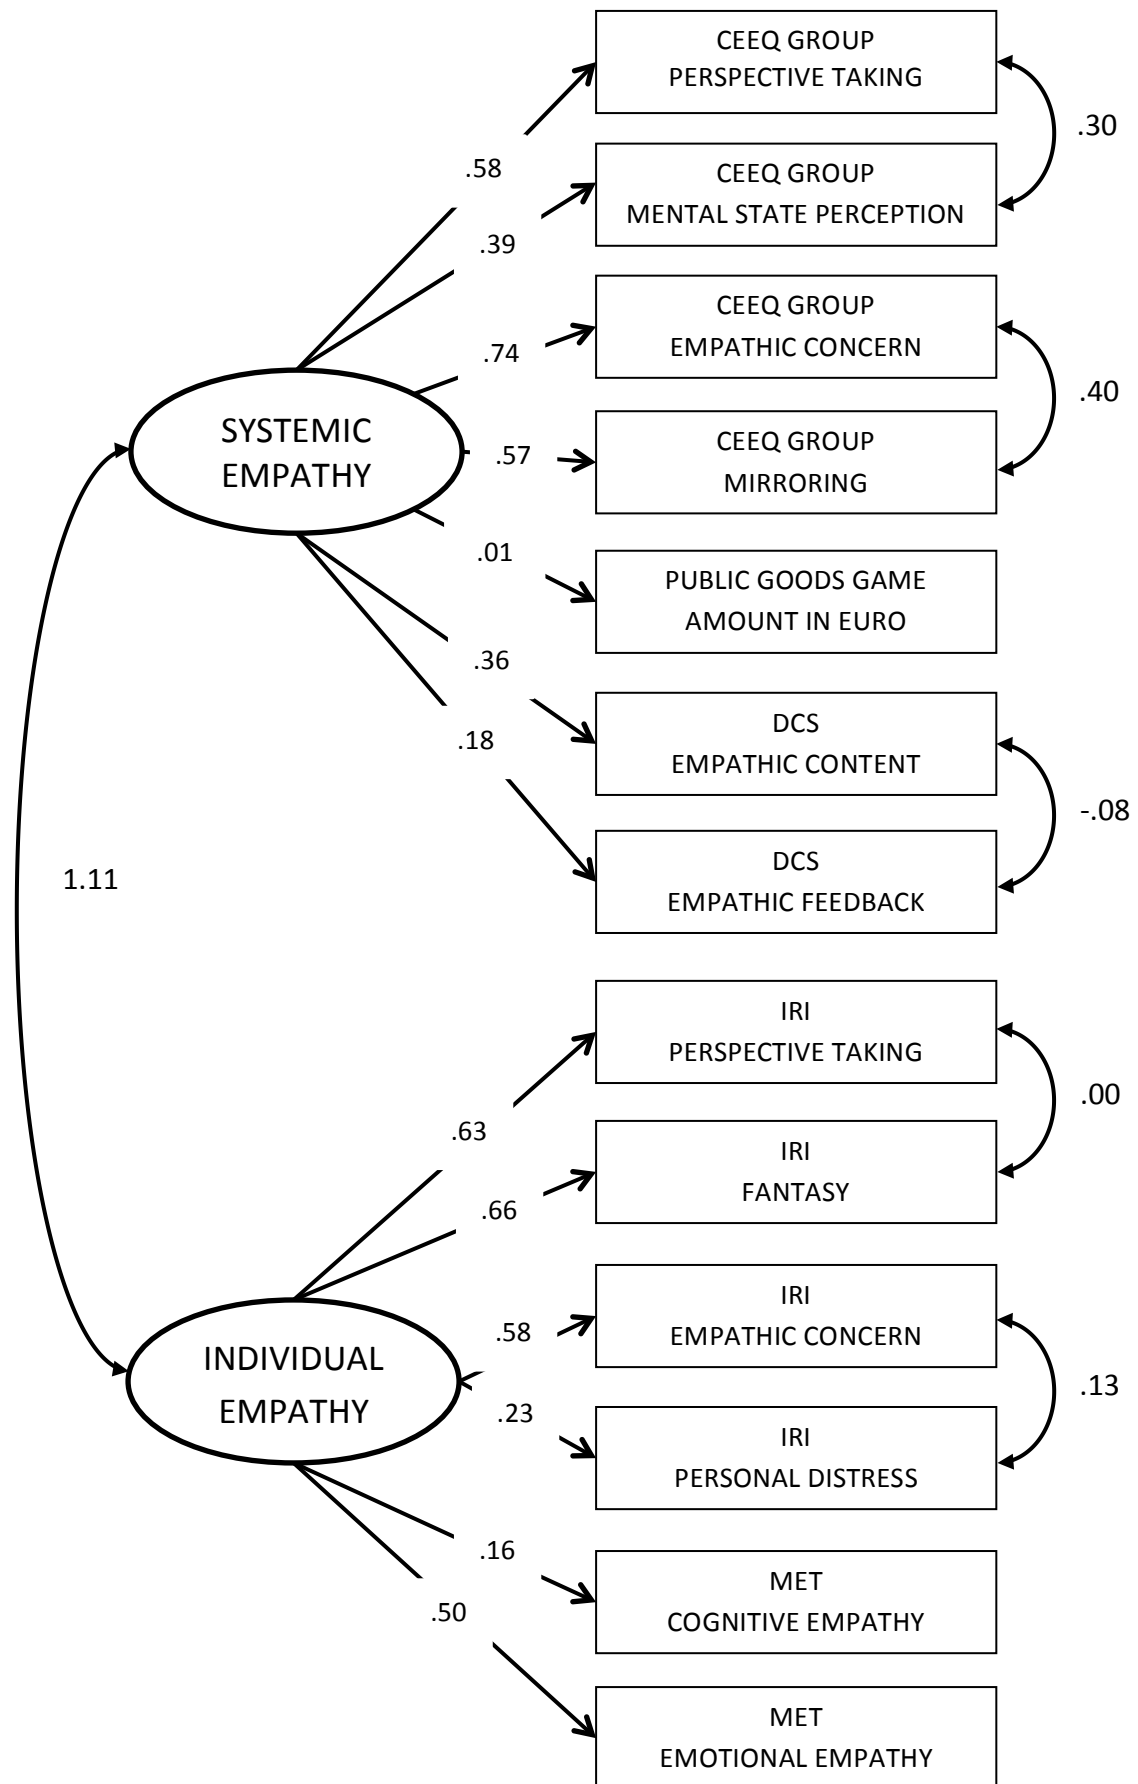 CEEQ GROUP
PERSPECTIVE TAKING
.30
.58
CEEQ GROUP
MENTAL STATE PERCEPTION
.39
CEEQ GROUP
EMPATHIC CONCERN
.74
.40
SYSTEMIC
EMPATHY
.57
CEEQ GROUP
MIRRORING
.01
PUBLIC GOODS GAME
AMOUNT IN EURO
.36
DCS
EMPATHIC CONTENT
.18
-.08
DCS
EMPATHIC FEEDBACK
1.11
IRI
PERSPECTIVE TAKING
.00
.63
IRI
FANTASY
.66
IRI
EMPATHIC CONCERN
.58
.13
INDIVIDUAL
EMPATHY
.23
IRI
PERSONAL DISTRESS
.16
MET
COGNITIVE EMPATHY
.50
MET
EMOTIONAL EMPATHY